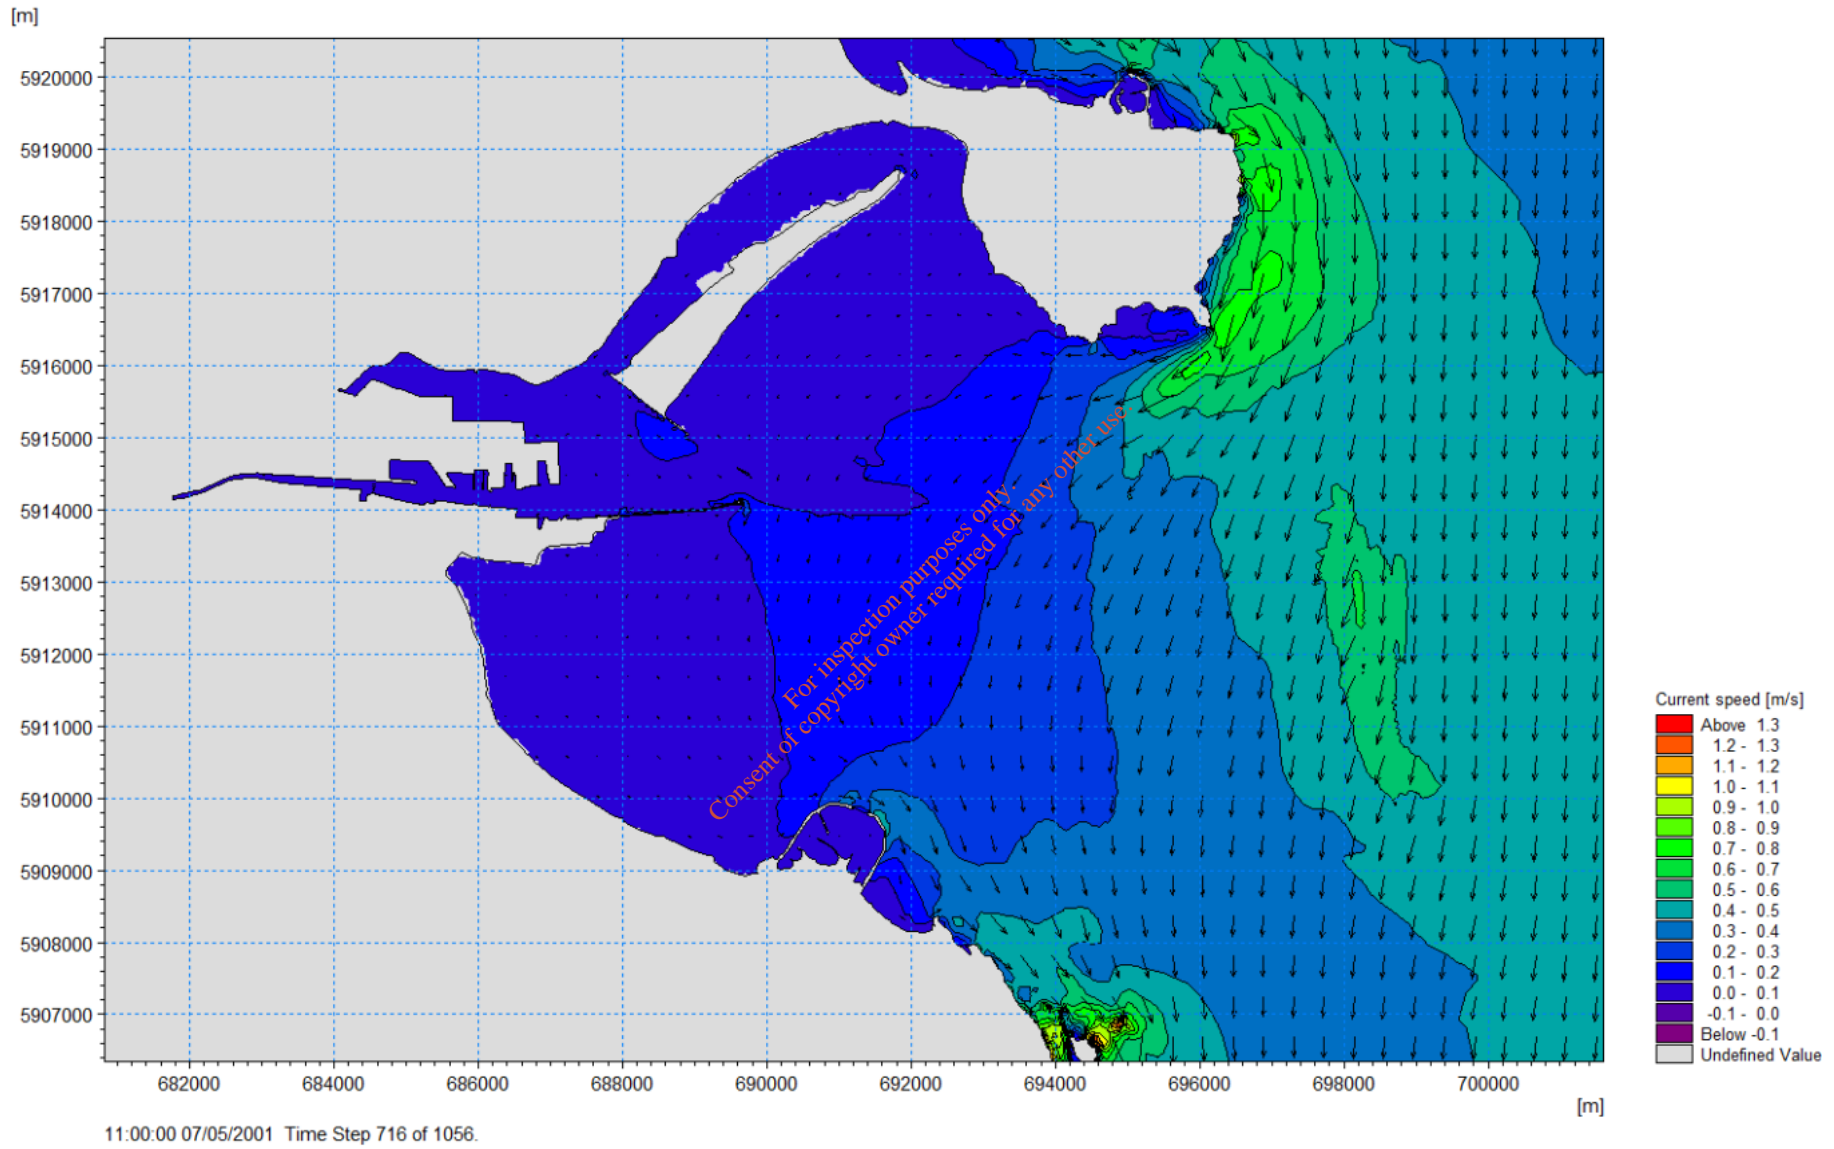 [m]
5920000
5919000
5918000
5917000
5916000
5915000
5914000
5913000
5912000
5911000
5910000
5909000
5908000
5907000
682000 684000 686000 688000 690000 692000 694000 696000 698000 700000
[m]
For inspection purposes only.
Consent of copyright owner required for any other use.
Current speed [m/s]
Above 1.3
1.2 - 1.3
1.1 - 1.2
1.0 - 1.1
0.9 - 1.0
0.8 - 0.9
0.7 - 0.8
0.6 - 0.7
0.5 - 0.6
0.4 - 0.5
0.3 - 0.4
0.2 - 0.3
0.1 - 0.2
0.0 - 0.1
-0.1 - 0.0
Below -0.1
Undefined Value
11:00:00 07/05/2001 Time Step 716 of 1056.